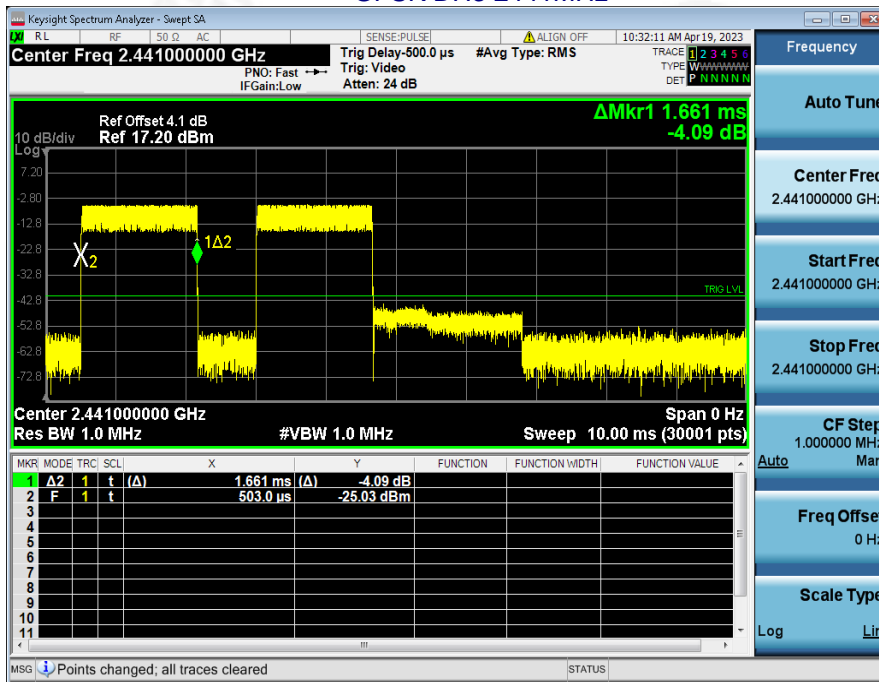 Keysight Spectrum Analyzer - Swept SA
RL RF 50 Ω AC SENSE:PULSE ALIGN OFF 10:32:11 AM Apr 19, 2023
Center Freq 2.441000000 GHz
PNO: Fast
IFGain:Low
Trig Delay-500.0 µs
Trig: Video
Atten: 24 dB
#Avg Type: RMS
TRACE 1 2 3 4 5 6
TYPE WWWWWW
DET P N N N N N
10 dB/div
Log
Ref Offset 4.1 dB
Ref 17.20 dBm
ΔMkr1 1.661 ms
-4.09 dB
7.20
-2.80
-12.8
-22.8
-32.8
-42.8
-52.8
-62.8
-72.8
X2
1Δ2
TRIG LVL
Center 2.441000000 GHz Span 0 Hz
Res BW 1.0 MHz #VBW 1.0 MHz Sweep 10.00 ms (30001 pts)
MKR MODE TRC SCL X Y FUNCTION FUNCTION WIDTH FUNCTION VALUE
1 Δ2 1 t (Δ) 1.661 ms (Δ) -4.09 dB
2 F 1 t 503.0 µs -25.03 dBm
3
4
5
6
7
8
9
10
11
MSG Points changed; all traces cleared STATUS
Frequency
Auto Tune
Center Freq
2.441000000 GHz
Start Freq
2.441000000 GHz
Stop Freq
2.441000000 GHz
CF Step
1.000000 MHz
Auto Man
Freq Offset
0 Hz
Scale Type
Log Lin